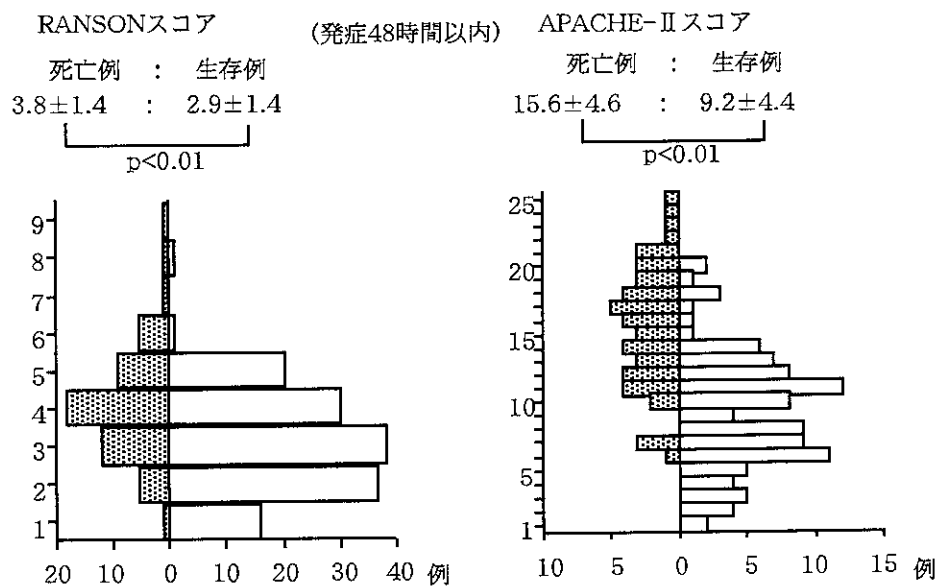 RANSONスコア
(発症48時間以内)
APACHE-Ⅱスコア
死亡例 : 生存例
3.8±1.4 : 2.9±1.4
p<0.01
死亡例 : 生存例
15.6±4.6 : 9.2±4.4
p<0.01
9
8
7
6
5
4
3
2
1
20 10 0 10 20 30 40 例
25
20
15
10
5
1
10 5 0 5 10 15 例